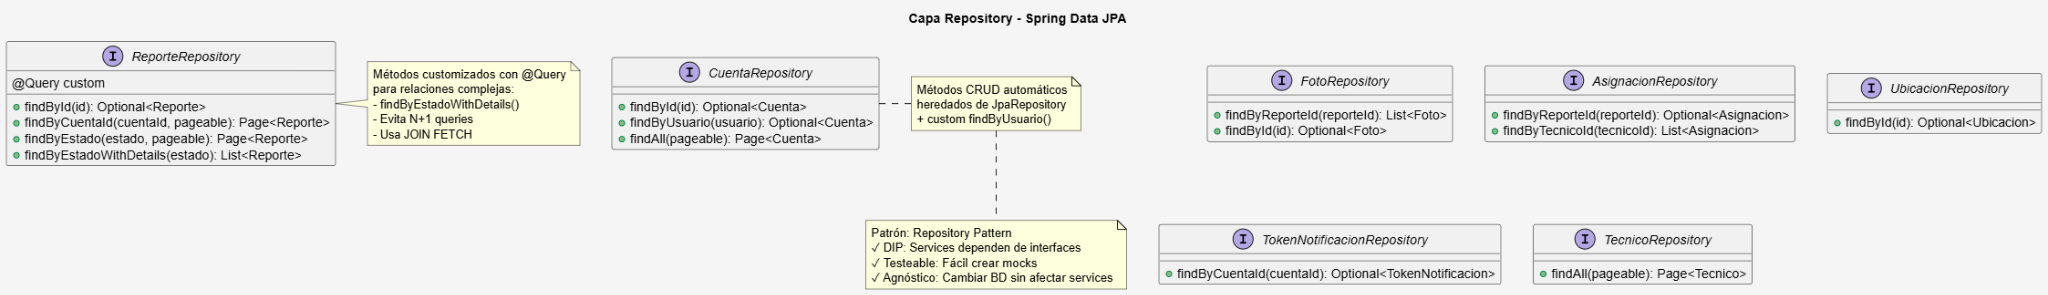 Capa Repository - Spring Data JPA
I ReporteRepository
@Query custom
findById(id): Optional<Reporte>
findByCuentaId(cuentaId, pageable): Page<Reporte>
findByEstado(estado, pageable): Page<Reporte>
findByEstadoWithDetails(estado): List<Reporte>
Métodos customizados con @Query
para relaciones complejas:
- findByEstadoWithDetails()
- Evita N+1 queries
- Usa JOIN FETCH
I CuentaRepository
findById(id): Optional<Cuenta>
findByUsuario(usuario): Optional<Cuenta>
findAll(pageable): Page<Cuenta>
Métodos CRUD automáticos
heredados de JpaRepository
+ custom findByUsuario()
I FotoRepository
findByReporteId(reporteId): List<Foto>
findById(id): Optional<Foto>
I AsignacionRepository
findByReporteId(reporteId): Optional<Asignacion>
findByTecnicoId(tecnicoId): List<Asignacion>
I UbicacionRepository
findById(id): Optional<Ubicacion>
Patrón: Repository Pattern
✓ DIP: Services dependen de interfaces
✓ Testeable: Fácil crear mocks
✓ Agnóstico: Cambiar BD sin afectar services
I TokenNotificacionRepository
findByCuentaId(cuentaId): Optional<TokenNotificacion>
I TecnicoRepository
findAll(pageable): Page<Tecnico>